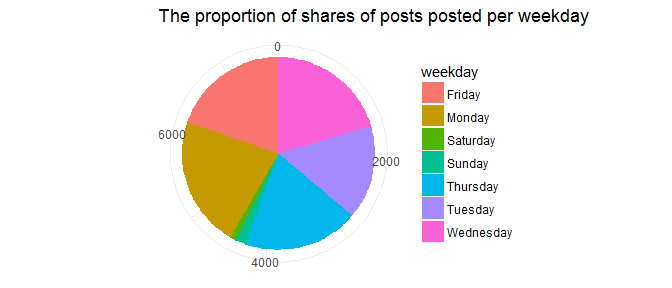 The proportion of shares of posts posted per weekday
0
2000
4000
6000
weekday
Friday
Monday
Saturday
Sunday
Thursday
Tuesday
Wednesday